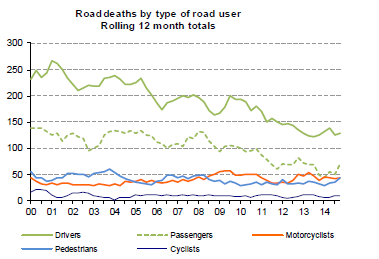 Road deaths by type of road user
Rolling 12 month totals
300
250
200
150
100
50
0
00 01 02 03 04 05 06 07 08 09 10 11 12 13 14
Drivers Passengers Motorcyclists
Pedestrians Cyclists